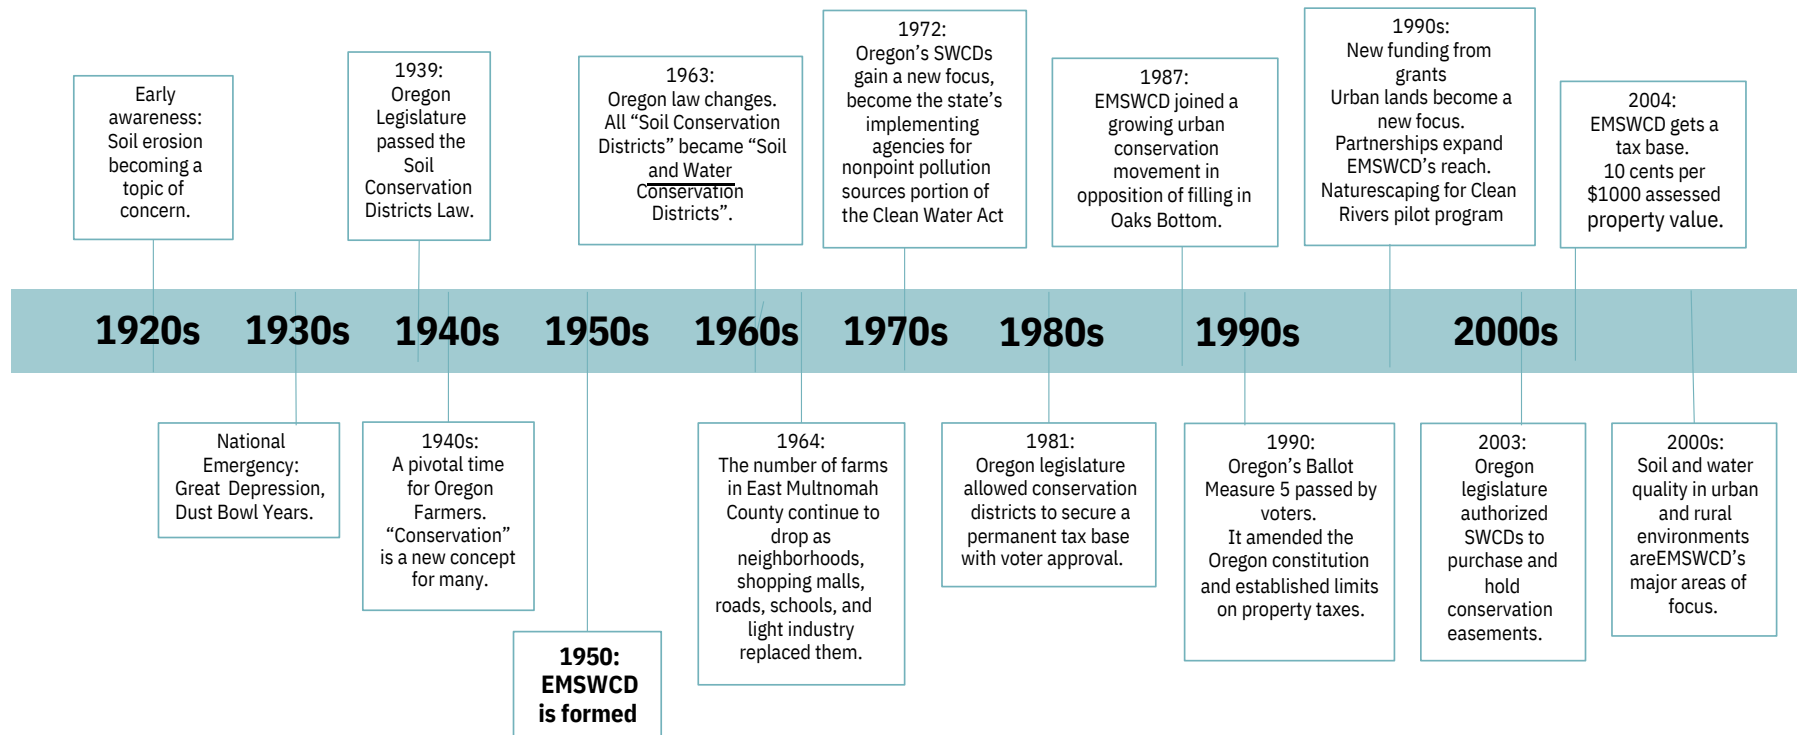 Early
awareness:
Soil erosion
becoming a
topic of
concern.
1939:
Oregon
Legislature
passed the
Soil
Conservation
Districts Law.
1963:
Oregon law changes.
All “Soil Conservation
Districts” became “Soil
and Water
Conservation
Districts”.
1972:
Oregon’s SWCDs
gain a new focus,
become the state’s
implementing
agencies for
nonpoint pollution
sources portion of
the Clean Water Act
1987:
EMSWCD joined a
growing urban
conservation
movement in
opposition of filling in
Oaks Bottom.
1990s:
New funding from
grants
Urban lands become a
new focus.
Partnerships expand
EMSWCD’s reach.
Naturescaping for Clean
Rivers pilot program
2004:
EMSWCD gets a
tax base.
10 cents per
$1000 assessed
property value.
1920s 1930s 1940s 1950s 1960s 1970s 1980s 1990s 2000s
National
Emergency:
Great Depression,
Dust Bowl Years.
1940s:
A pivotal time
for Oregon
Farmers.
“Conservation”
is a new concept
for many.
1950:
EMSWCD
is formed
1964:
The number of farms
in East Multnomah
County continue to
drop as
neighborhoods,
shopping malls,
roads, schools, and
light industry
replaced them.
1981:
Oregon legislature
allowed conservation
districts to secure a
permanent tax base
with voter approval.
1990:
Oregon’s Ballot
Measure 5 passed by
voters.
It amended the
Oregon constitution
and established limits
on property taxes.
2003:
Oregon
legislature
authorized
SWCDs to
purchase and
hold
conservation
easements.
2000s:
Soil and water
quality in urban
and rural
environments
areEMSWCD’s
major areas of
focus.